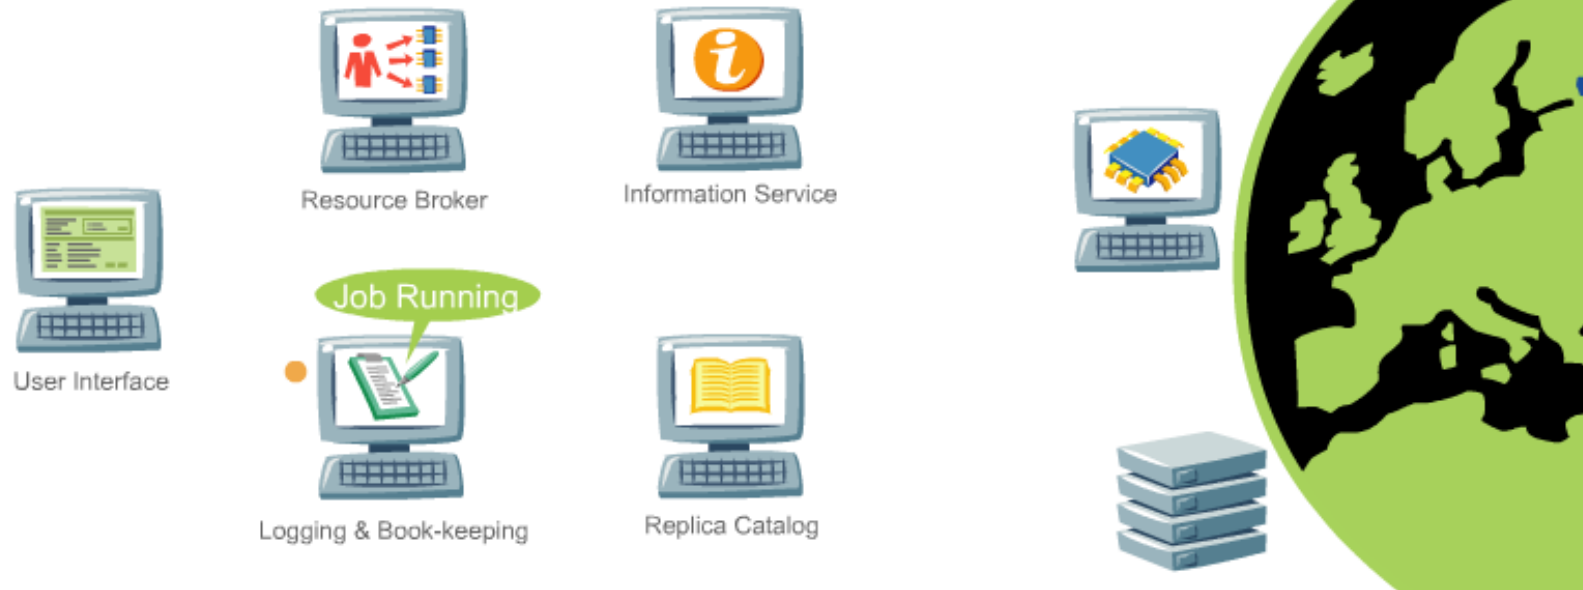 Resource Broker
Information Service
Job Running
User Interface
Logging & Book-keeping
Replica Catalog